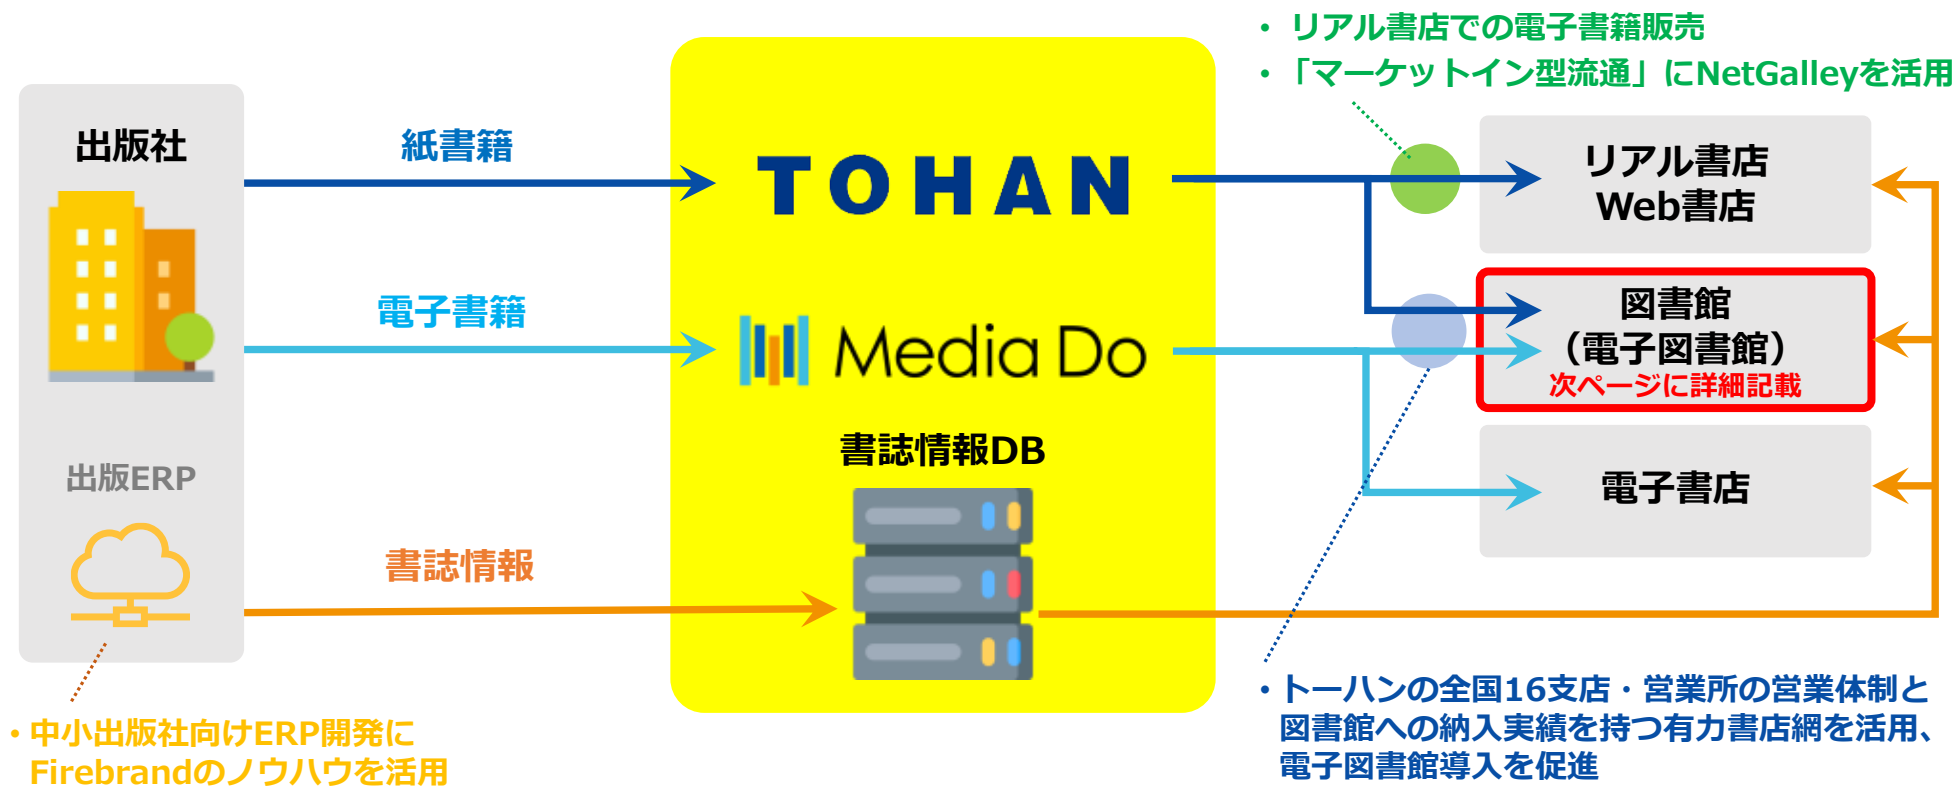 ・ リアル書店での電子書籍販売
・「マーケットイン型流通」にNetGalleyを活用
出版社
紙書籍
電子書籍
出版ERP
書誌情報
・中小出版社向けERP開発に
Firebrandのノウハウを活用
TOHAN
Media Do
書誌情報DB
リアル書店
Web書店
図書館
（電子図書館）
次ページに詳細記載
電子書店
・トーハンの全国16支店・営業所の営業体制と
図書館への納入実績を持つ有力書店網を活用、
電子図書館導入を促進